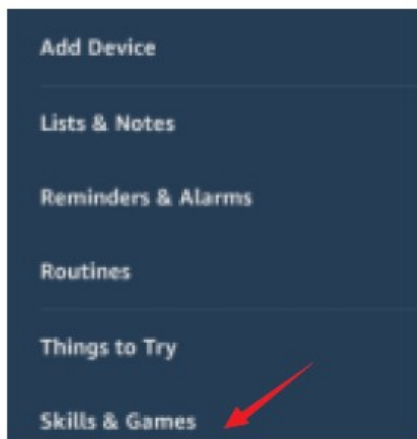 Add Device
Lists & Notes
Reminders & Alarms
Routines
Things to Try
Skills & Games